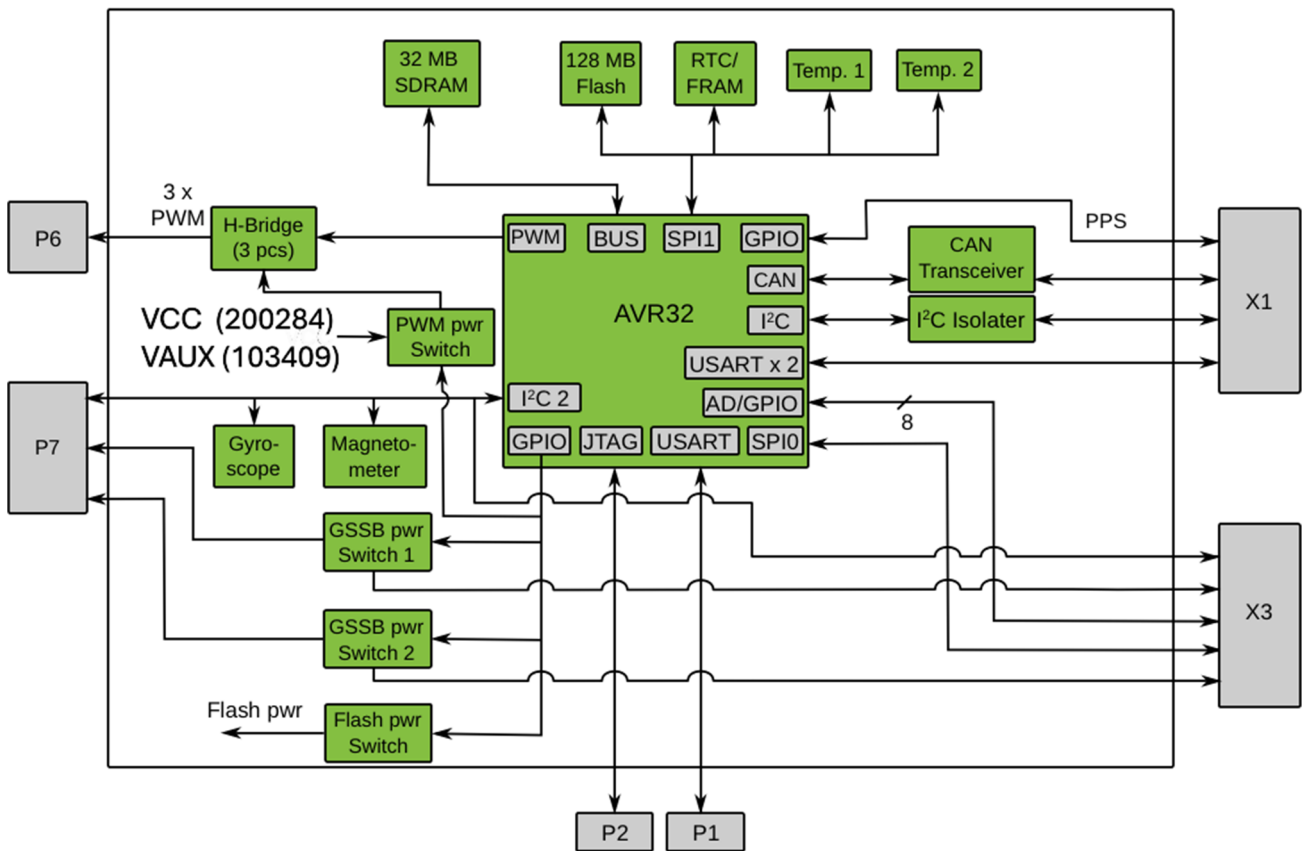 32 MB
SDRAM
128 MB
Flash
RTC/
FRAM
Temp. 1
Temp. 2
3 x
PWM
P6
H-Bridge
(3 pcs)
PWM
BUS
SPI1
GPIO
PPS
CAN
Transceiver
X1
CAN
AVR32
I²C
I²C Isolater
VCC (200284)
VAUX (103409)
PWM pwr
Switch
USART x 2
I²C 2
AD/GPIO
8
P7
Gyro-
scope
Magneto-
meter
GPIO
JTAG
USART
SPI0
GSSB pwr
Switch 1
GSSB pwr
Switch 2
X3
Flash pwr
Flash pwr
Switch
P2
P1